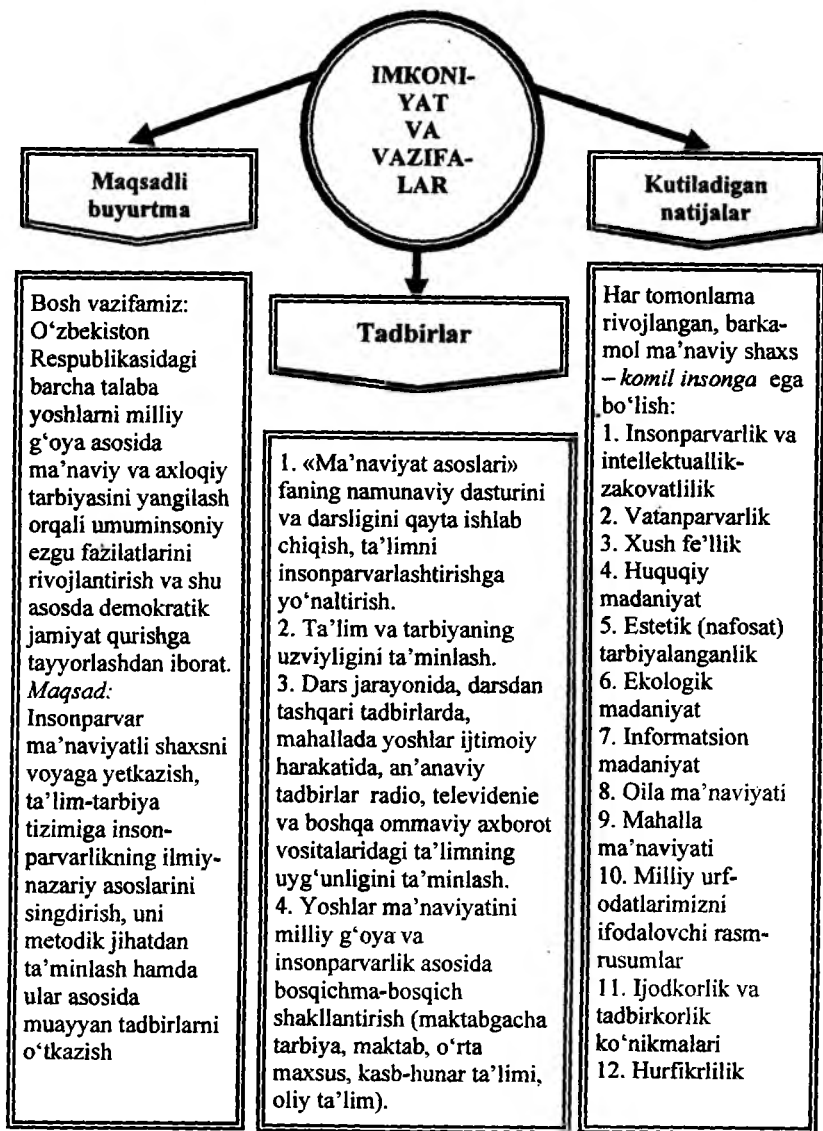 IMKONI-
YAT
VA
VAZIFA-
LAR
Maqsadli
buyurtma
Bosh vazifamiz:
O‘zbekiston
Respublikasidagi
barcha talaba
yoshlarni milliy
g‘oya asosida
ma’naviy va axloqiy
tarbiyasini yangilash
orqali umuminsoniy
ezgu fazilatlarini
rivojlantirish va shu
asosda demokratik
jamiyat qurishga
tayyorlashdan iborat.
Maqsad:
Insonparvar
ma’naviyatli shaxsni
voyaga yetkazish,
ta’lim-tarbiya
tizimiga inson-
parvarlikning ilmiy-
nazariy asoslarini
singdirish, uni
metodik jihatdan
ta’minlash hamda
ular asosida
muayyan tadbirlarni
o‘tkazish
Tadbirlar
1. «Ma’naviyat asoslari»
faning namunaviy dasturini
va darsligini qayta ishlab
chiqish, ta’limni
insonparvarlashtirishga
yo‘naltirish.
2. Ta’lim va tarbiyaning
uzviyligini ta’minlash.
3. Dars jarayonida, darsdan
tashqari tadbirlarda,
mahallada yoshlar ijtimoiy
harakatida, an’anaviy
tadbirlar radio, televidenie
va boshqa ommaviy axborot
vositalaridagi ta’limning
uyg‘unligini ta’minlash.
4. Yoshlar ma’naviyatini
milliy g‘oya va
insonparvarlik asosida
bosqichma-bosqich
shakllantirish (maktabgacha
tarbiya, maktab, o‘rta
maxsus, kasb-hunar ta’limi,
oliy ta’lim).
Kutiladigan
natijalar
Har tomonlama
rivojlangan, barka-
mol ma’naviy shaxs
– komil insonga ega
bo‘lish:
1. Insonparvarlik va
intellektuallik-
zakovatlilik
2. Vatanparvarlik
3. Xush fe’llik
4. Huquqiy
madaniyat
5. Estetik (nafosat)
tarbiyalanganlik
6. Ekologik
madaniyat
7. Informatsion
madaniyat
8. Oila ma’naviyati
9. Mahalla
ma’naviyati
10. Milliy urf-
odatlarimizni
ifodalovchi rasm-
rusumlar
11. Ijodkorlik va
tadbirkorlik
ko‘nikmalari
12. Hurfikrlilik